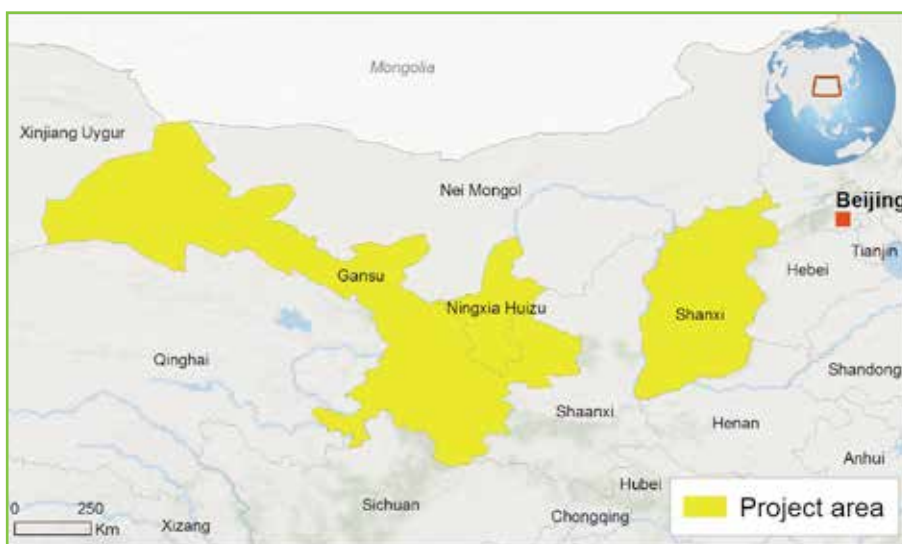 Mongolia
Xinjiang Uygur
Nei Mongol
Beijing
Tianjin
Hebei
Gansu
Ningxia Huizu
Shanxi
Qinghai
Shandong
Shaanxi
Henan
Anhui
Hubei
Sichuan
Chongqing
Xizang
0 250
Km
Project area